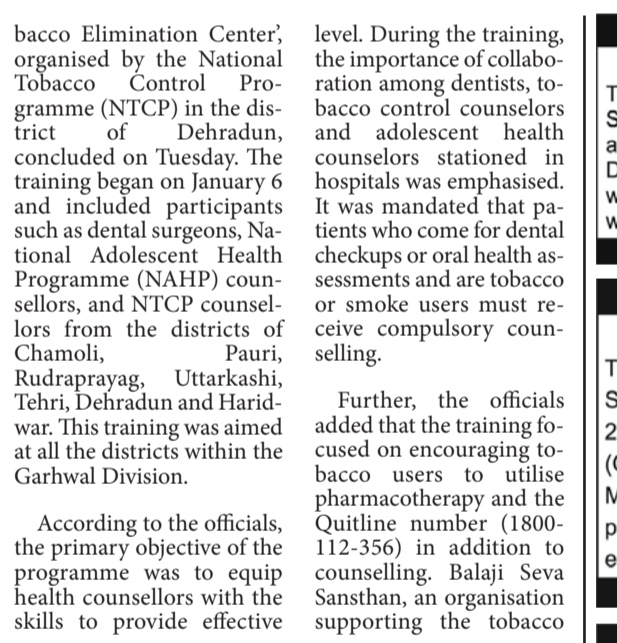 bacco Elimination Center’,
organised by the National
Tobacco Control Pro-
gramme (NTCP) in the dis-
trict of Dehradun,
concluded on Tuesday. The
training began on January 6
and included participants
such as dental surgeons, Na-
tional Adolescent Health
Programme (NAHP) coun-
sellors, and NTCP counsel-
lors from the districts of
Chamoli, Pauri,
Rudraprayag, Uttarkashi,
Tehri, Dehradun and Harid-
war. This training was aimed
at all the districts within the
Garhwal Division.
According to the officials,
the primary objective of the
programme was to equip
health counsellors with the
skills to provide effective
level. During the training,
the importance of collabo-
ration among dentists, to-
bacco control counselors
and adolescent health
counselors stationed in
hospitals was emphasised.
It was mandated that pa-
tients who come for dental
checkups or oral health as-
sessments and are tobacco
or smoke users must re-
ceive compulsory coun-
selling.
Further, the officials
added that the training fo-
cused on encouraging to-
bacco users to utilise
pharmacotherapy and the
Quitline number (1800-
112-356) in addition to
counselling. Balaji Seva
Sansthan, an organisation
supporting the tobacco